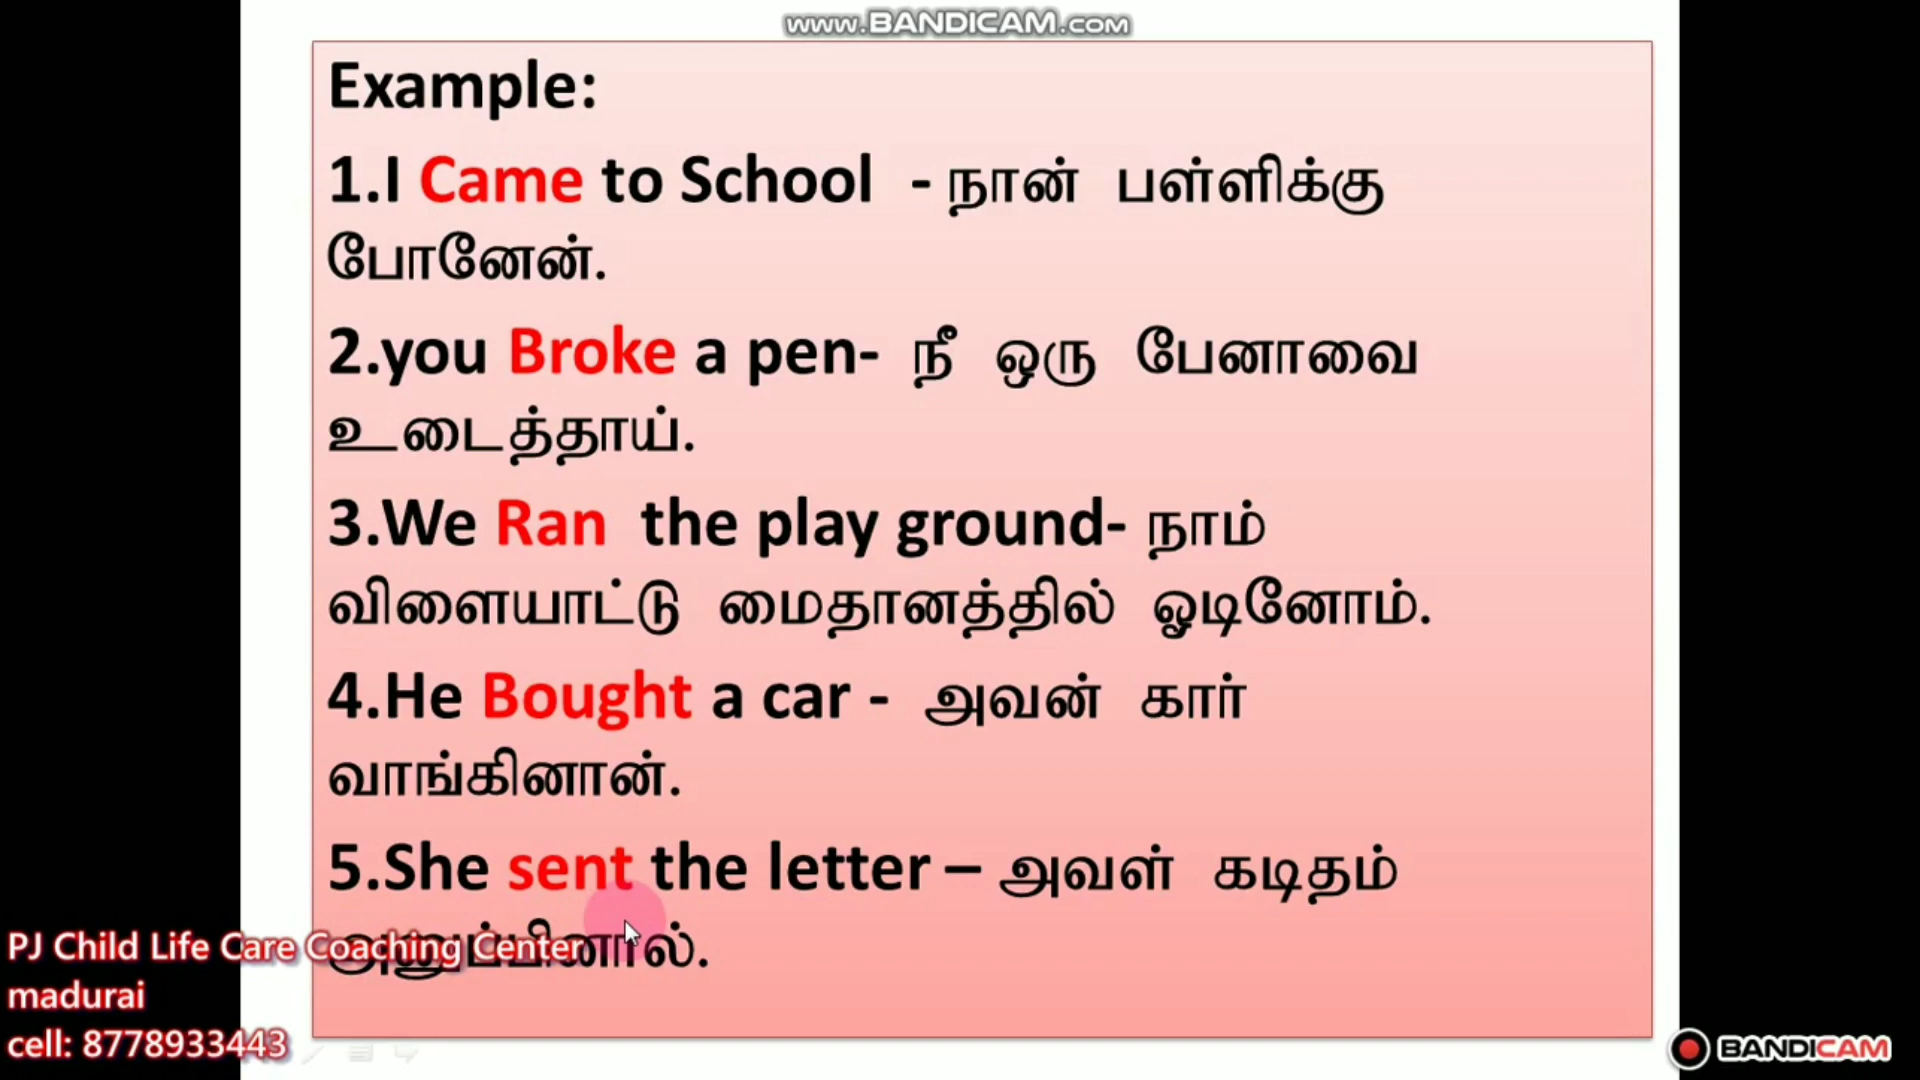 www.BANDICAM.com
Example:
1.I Came to School - நான் பள்ளிக்கு
போனேன்.
2.you Broke a pen- நீ ஒரு பேனாவை
உடைத்தாய்.
3.We Ran the play ground- நாம்
விளையாட்டு மைதானத்தில் ஓடினோம்.
4.He Bought a car - அவன் கார்
வாங்கினான்.
5.She sent the letter – அவள் கடிதம்
அனுப்பினால்.
PJ Child Life Care Coaching Center
madurai
cell: 8778933443
BANDICAM